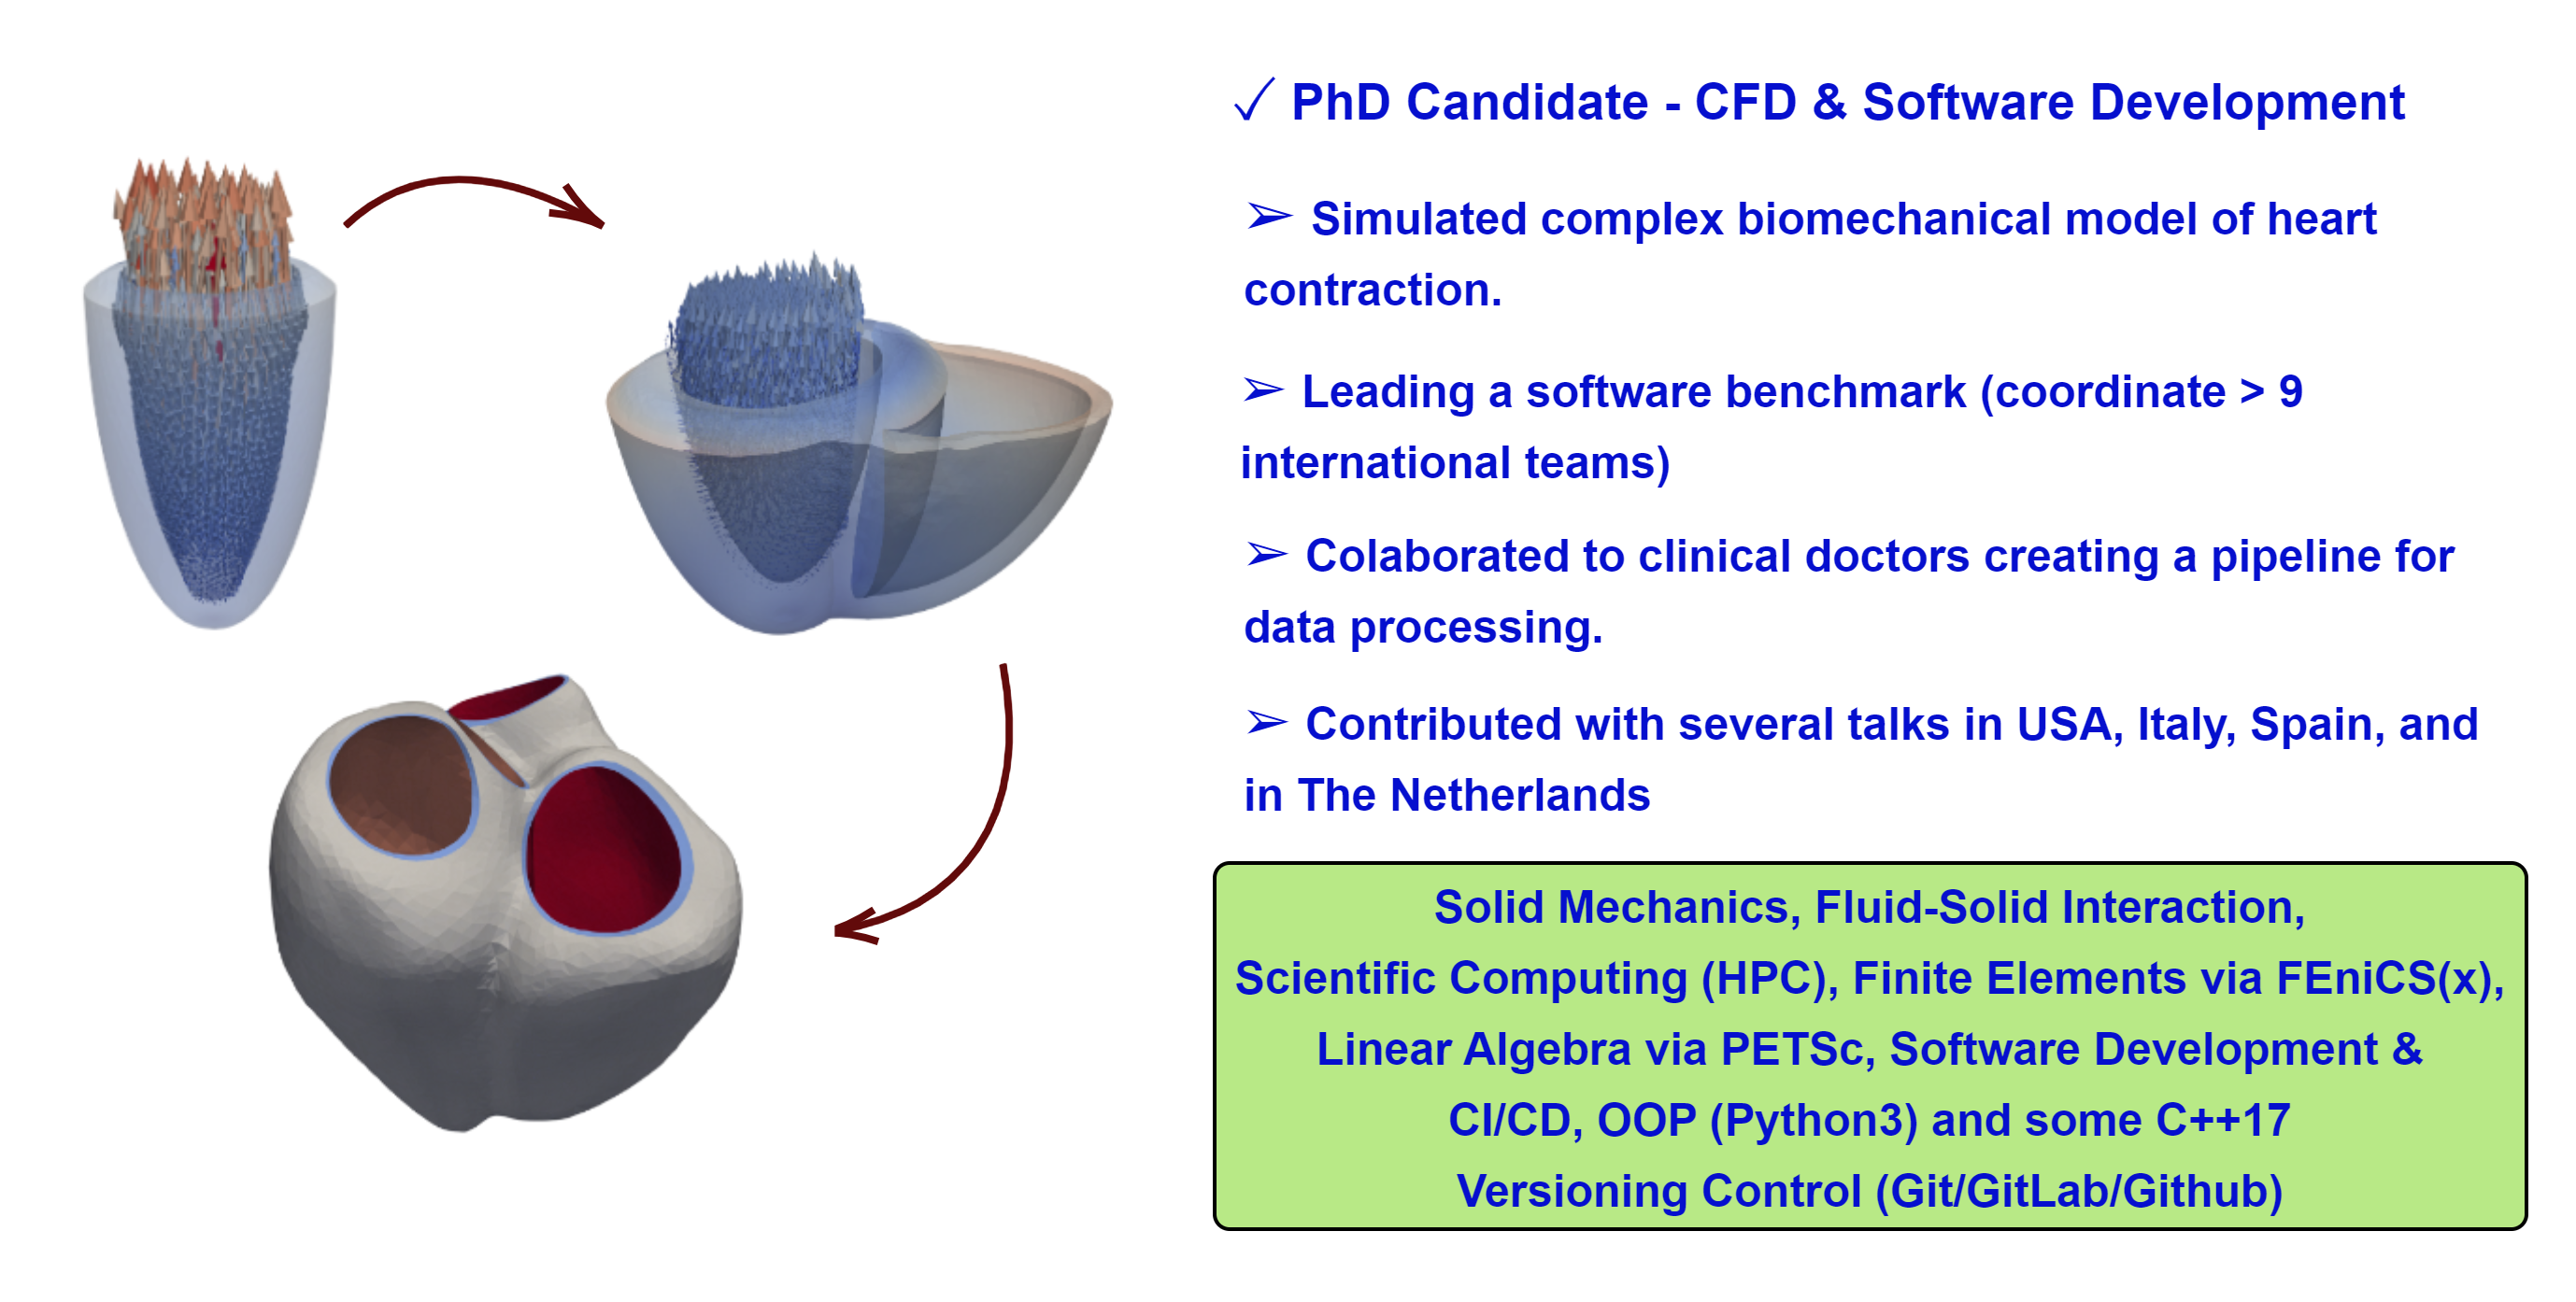 ✓ PhD Candidate - CFD & Software Development
➢ Simulated complex biomechanical model of heart
contraction.
➢ Leading a software benchmark (coordinate > 9
international teams)
➢ Colaborated to clinical doctors creating a pipeline for
data processing.
➢ Contributed with several talks in USA, Italy, Spain, and
in The Netherlands
Solid Mechanics, Fluid-Solid Interaction,
Scientific Computing (HPC), Finite Elements via FEniCS(x),
Linear Algebra via PETSc, Software Development &
CI/CD, OOP (Python3) and some C++17
Versioning Control (Git/GitLab/Github)